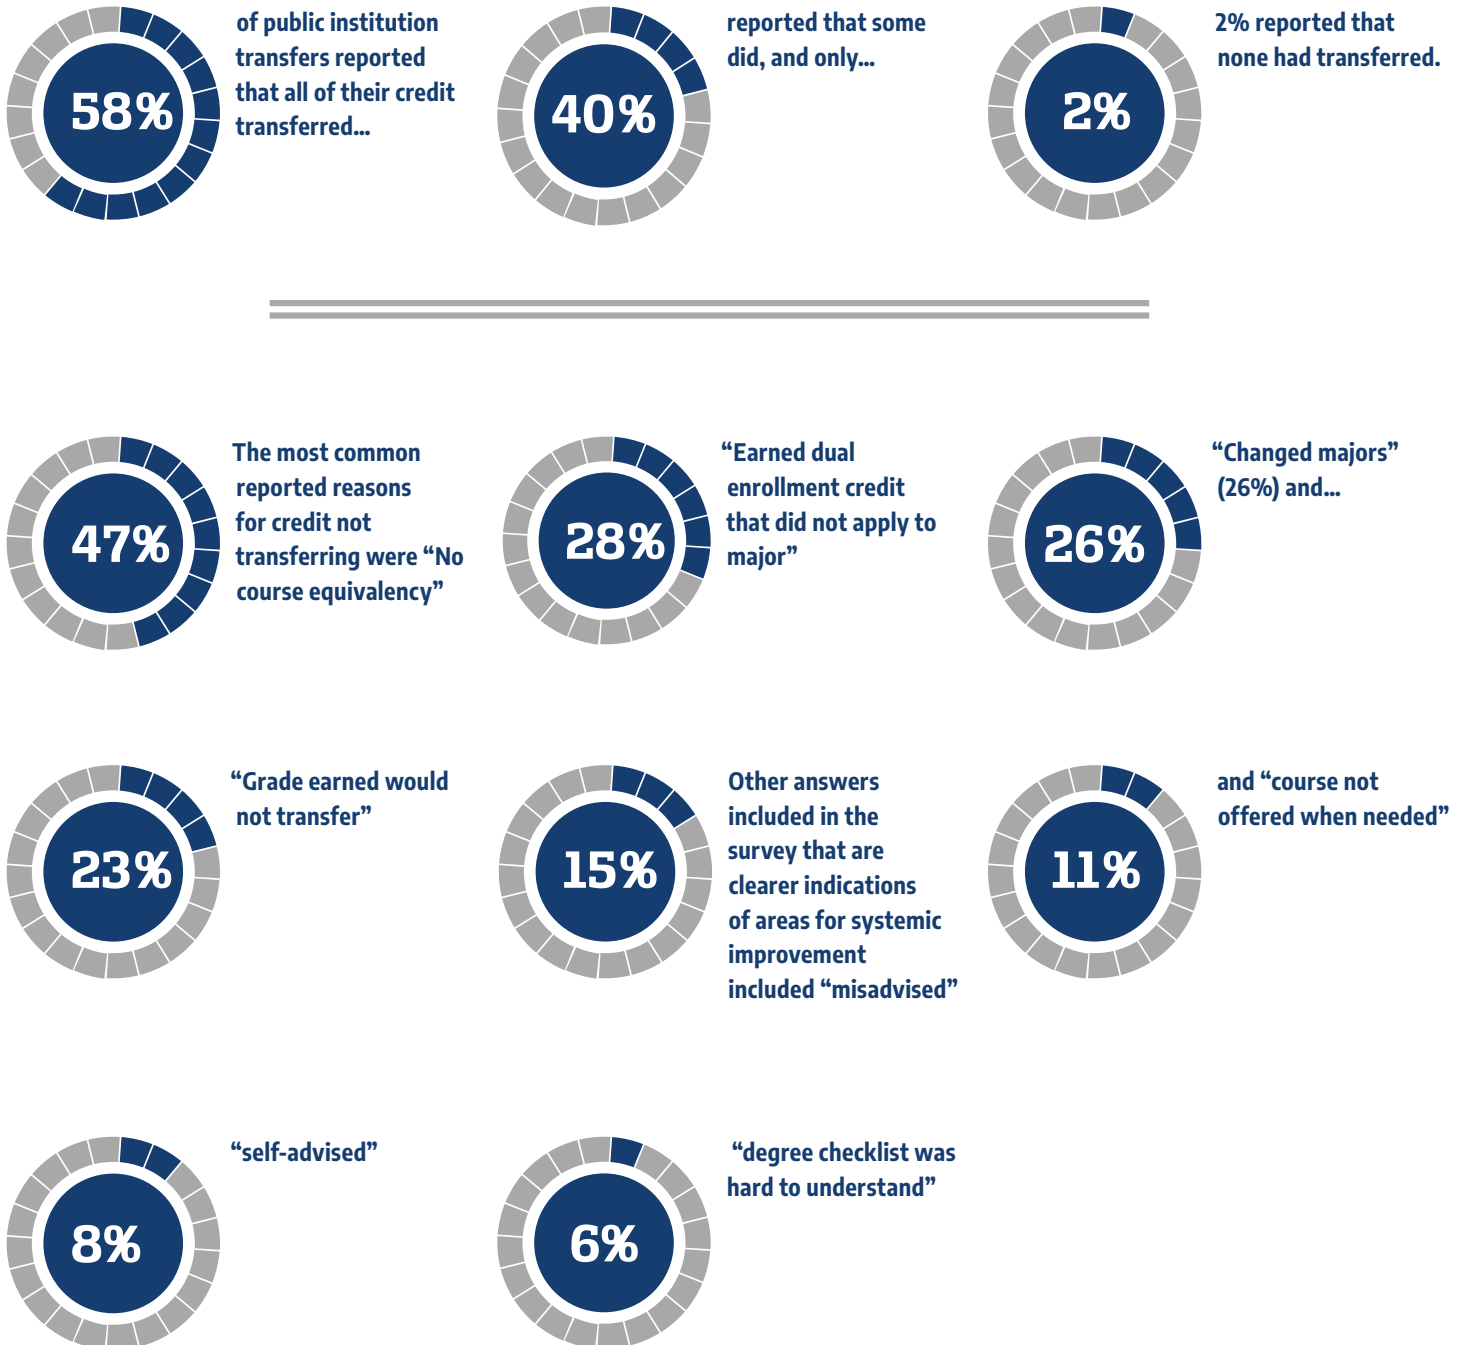 58%
of public institution
transfers reported
that all of their credit
transferred...
40%
reported that some
did, and only...
2%
2% reported that
none had transferred.
47%
The most common
reported reasons
for credit not
transferring were “No
course equivalency”
28%
“Earned dual
enrollment credit
that did not apply to
major”
26%
“Changed majors”
(26%) and...
23%
“Grade earned would
not transfer”
15%
Other answers
included in the
survey that are
clearer indications
of areas for systemic
improvement
included “misadvised”
11%
and “course not
offered when needed”
8%
“self-advised”
6%
“degree checklist was
hard to understand”